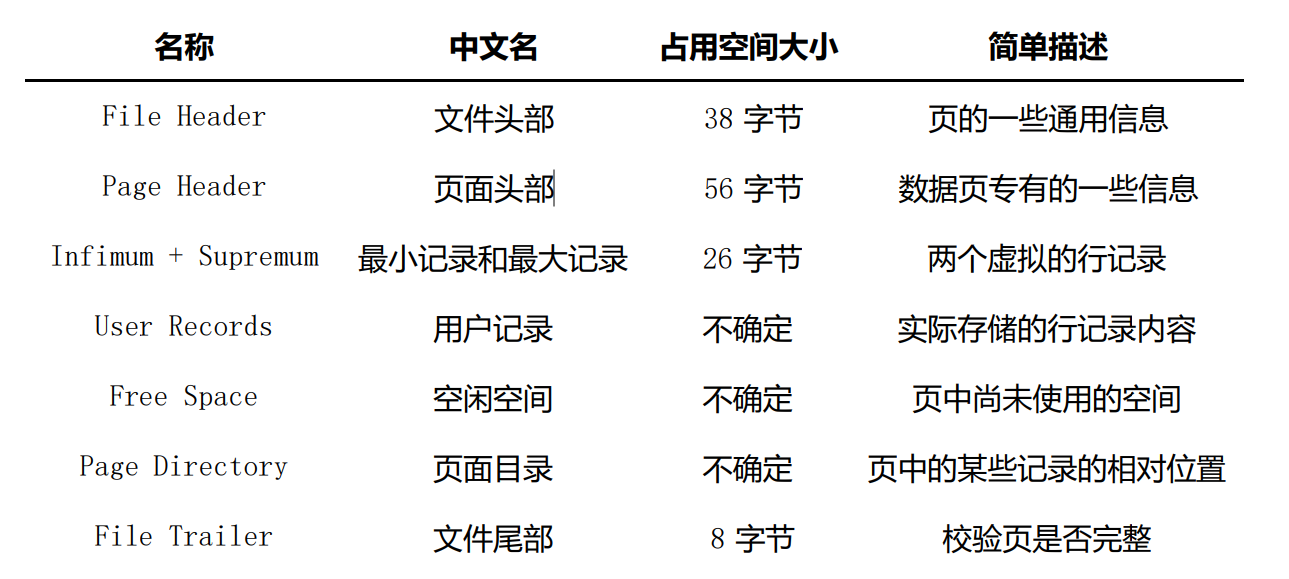 名称 中文名 占用空间大小 简单描述
File Header 文件头部 38 字节 页的一些通用信息
Page Header 页面头部 56 字节 数据页专有的一些信息
Infimum + Supremum 最小记录和最大记录 26 字节 两个虚拟的行记录
User Records 用户记录 不确定 实际存储的行记录内容
Free Space 空闲空间 不确定 页中尚未使用的空间
Page Directory 页面目录 不确定 页中的某些记录的相对位置
File Trailer 文件尾部 8 字节 校验页是否完整